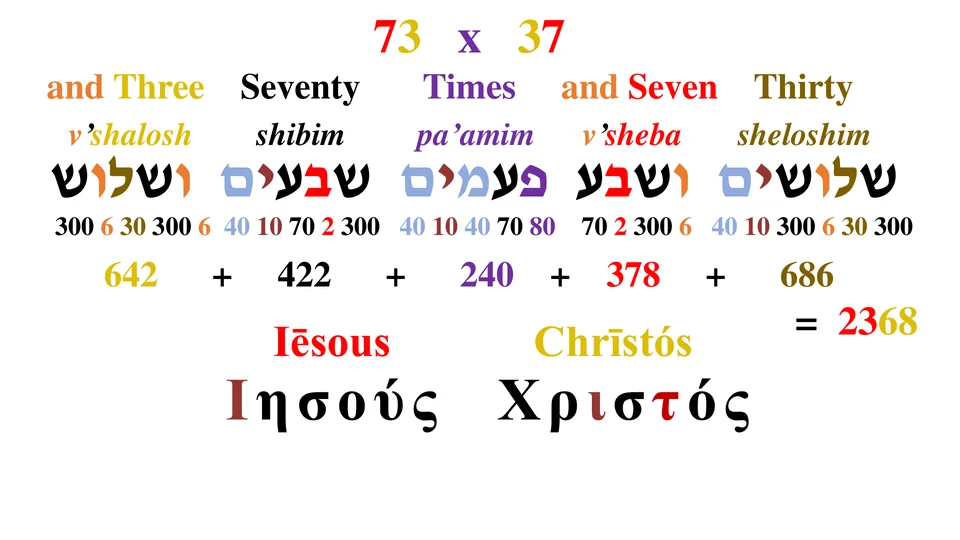 73 x 37
and Three Seventy Times and Seven Thirty
v’shalosh shibim pa’amim v’sheba sheloshim
שלושים ושבע פעמים שבעים ושלוש
300 6 30 300 6 40 10 70 2 300 40 10 40 70 80 70 2 300 6 40 10 300 6 30 300
642 + 422 + 240 + 378 + 686
= 2368
Iēsous Chrīstós
Ιησούς Χριστός